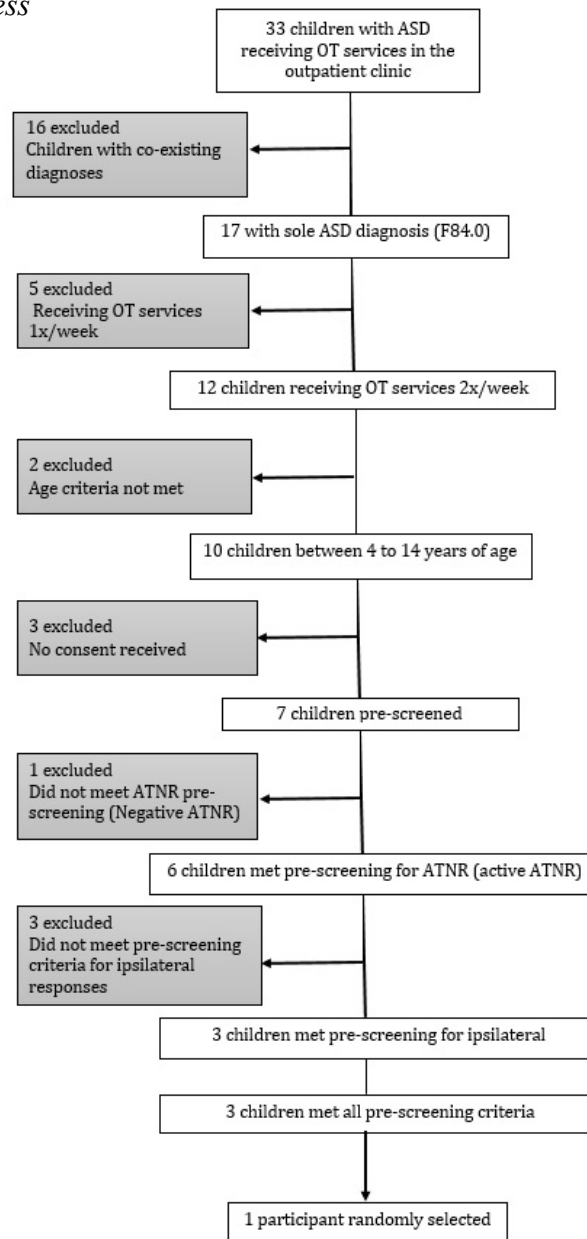 ess
33 children with ASD
receiving OT services in the
outpatient clinic
16 excluded
Children with co-existing
diagnoses
17 with sole ASD diagnosis (F84.0)
5 excluded
Receiving OT services
1x/week
12 children receiving OT services 2x/week
2 excluded
Age criteria not met
10 children between 4 to 14 years of age
3 excluded
No consent received
7 children pre-screened
1 excluded
Did not meet ATNR pre-
screening (Negative ATNR)
6 children met pre-screening for ATNR (active ATNR)
3 excluded
Did not meet pre-screening
criteria for ipsilateral
responses
3 children met pre-screening for ipsilateral
3 children met all pre-screening criteria
1 participant randomly selected